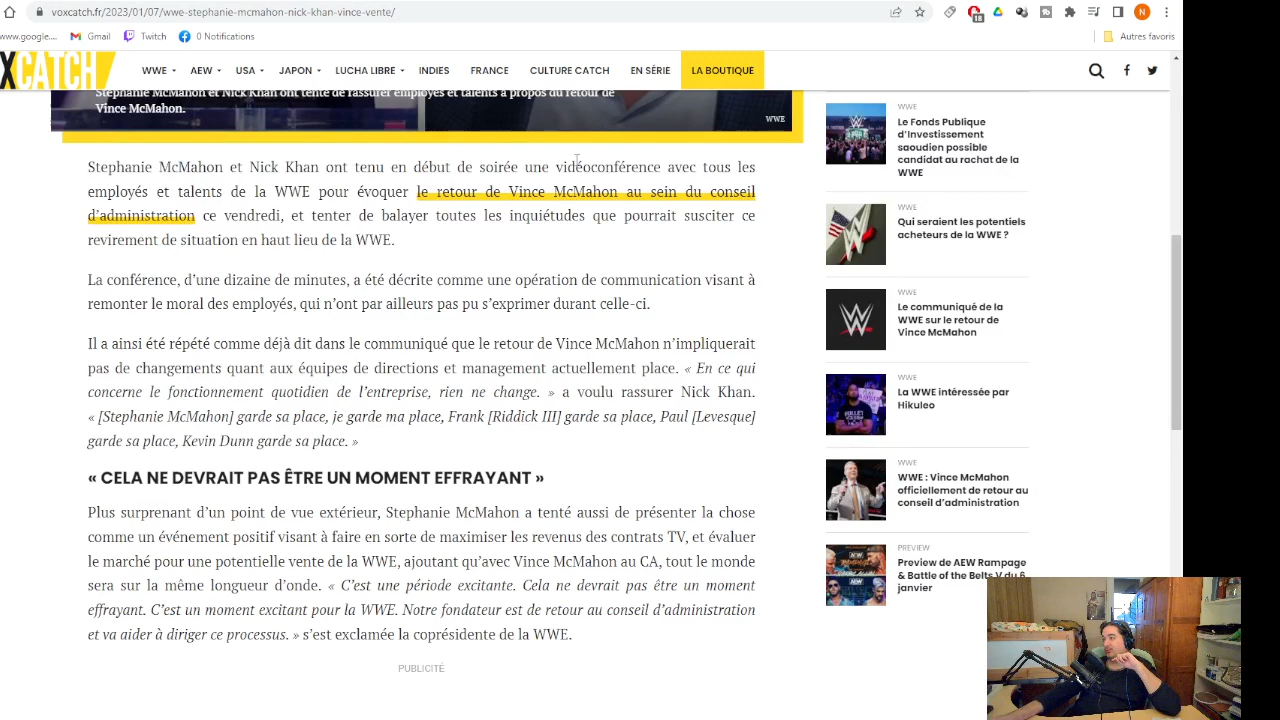 voxcatch.fr/2023/01/07/wwe-stephanie-mcmahon-nick-khan-vince-vente/
18
N
www.google....
Gmail
Twitch
0 Notifications
Autres favoris
XCATCH
WWE
AEW
USA
JAPON
LUCHA LIBRE
INDIES
FRANCE
CULTURE CATCH
EN SÉRIE
LA BOUTIQUE
Stephanie McMahon et Nick Khan ont tenté de rassurer employés et talents à propos du retour de
Vince McMahon.
WWE
Stephanie McMahon et Nick Khan ont tenu en début de soirée une vidéoconférence avec tous les
employés et talents de la WWE pour évoquer le retour de Vince McMahon au sein du conseil
d'administration ce vendredi, et tenter de balayer toutes les inquiétudes que pourrait susciter ce
revirement de situation en haut lieu de la WWE.
La conférence, d'une dizaine de minutes, a été décrite comme une opération de communication visant à
remonter le moral des employés, qui n'ont par ailleurs pas pu s'exprimer durant celle-ci.
Il a ainsi été répété comme déjà dit dans le communiqué que le retour de Vince McMahon n'impliquerait
pas de changements quant aux équipes de directions et management actuellement place. « En ce qui
concerne le fonctionnement quotidien de l'entreprise, rien ne change. » a voulu rassurer Nick Khan.
« [Stephanie McMahon] garde sa place, je garde ma place, Frank [Riddick III] garde sa place, Paul [Levesque]
garde sa place, Kevin Dunn garde sa place. »
« CELA NE DEVRAIT PAS ÊTRE UN MOMENT EFFRAYANT »
Plus surprenant d'un point de vue extérieur, Stephanie McMahon a tenté aussi de présenter la chose
comme un événement positif visant à faire en sorte de maximiser les revenus des contrats TV, et évaluer
le marché pour une potentielle vente de la WWE, ajoutant qu'avec Vince McMahon au CA, tout le monde
sera sur la même longueur d'onde. « C'est une période excitante. Cela ne devrait pas être un moment
effrayant. C'est un moment excitant pour la WWE. Notre fondateur est de retour au conseil d'administration
et va aider à diriger ce processus. » s'est exclamée la coprésidente de la WWE.
PUBLICITÉ
WWE
Le Fonds Publique
d'Investissement
saoudien possible
candidat au rachat de la
WWE
WWE
Qui seraient les potentiels
acheteurs de la WWE ?
WWE
Le communiqué de la
WWE sur le retour de
Vince McMahon
WWE
La WWE intéressée par
Hikuleo
WWE
WWE : Vince McMahon
officiellement de retour au
conseil d'administration
PREVIEW
Preview de AEW Rampage
& Battle of the Belts V du 6
janvier